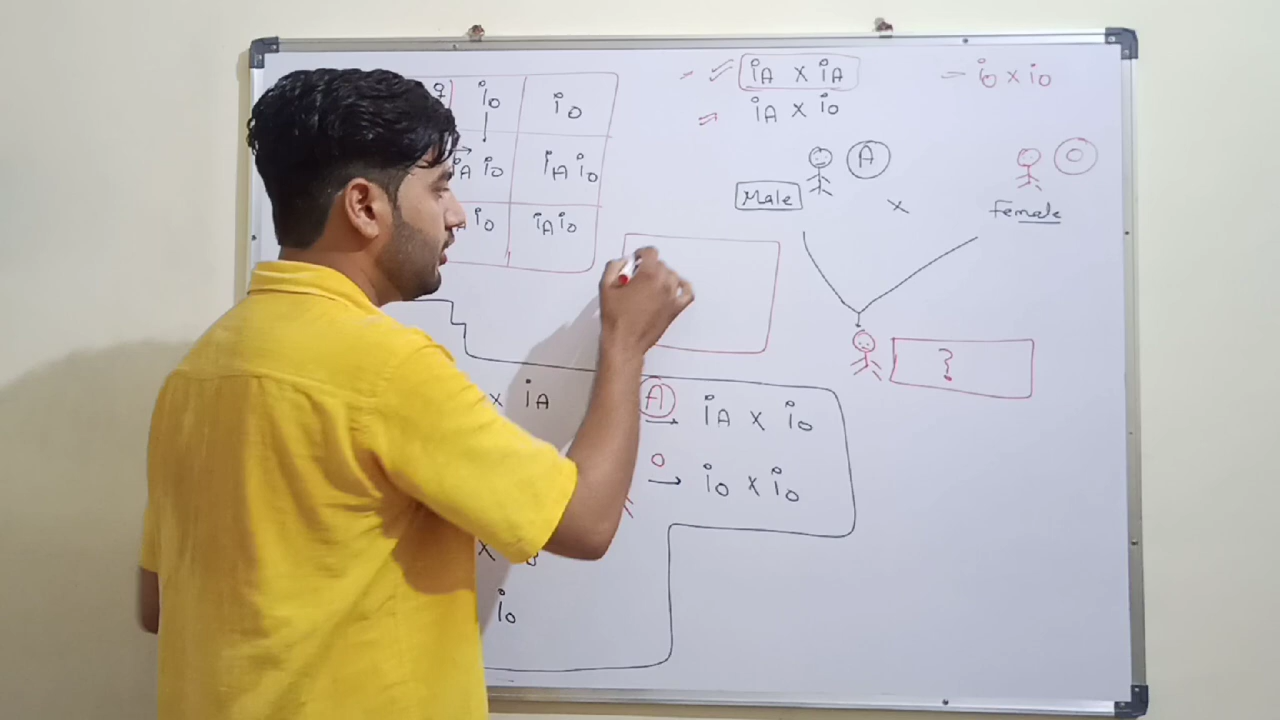 ♀ io io
iA io iA io
io iA io
iA X iA
iA X io
io X io
A
O
Male
X
Female
?
X iA
A → iA X io
O → io X io
X
io